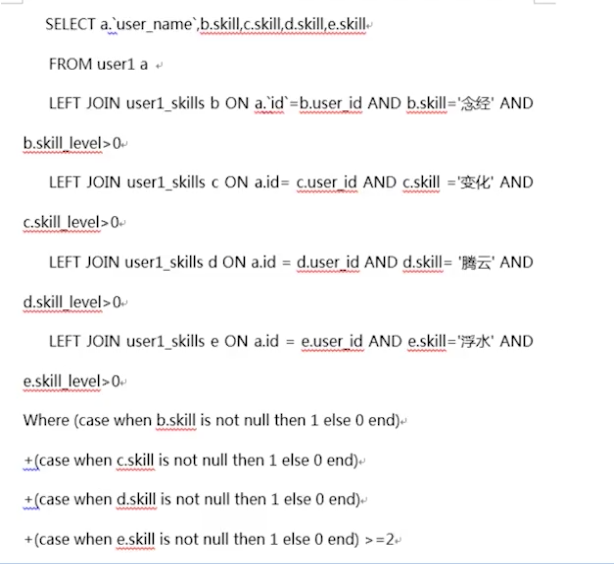 SELECT a.`user_name`,b.skill,c.skill,d.skill,e.skill
FROM user1 a
LEFT JOIN user1_skills b ON a.`id`=b.user_id AND b.skill='念经' AND
b.skill_level>0
LEFT JOIN user1_skills c ON a.id= c.user_id AND c.skill ='变化' AND
c.skill_level>0
LEFT JOIN user1_skills d ON a.id = d.user_id AND d.skill= '腾云' AND
d.skill_level>0
LEFT JOIN user1_skills e ON a.id = e.user_id AND e.skill='浮水' AND
e.skill_level>0
Where (case when b.skill is not null then 1 else 0 end)
+(case when c.skill is not null then 1 else 0 end)
+(case when d.skill is not null then 1 else 0 end)
+(case when e.skill is not null then 1 else 0 end) >=2